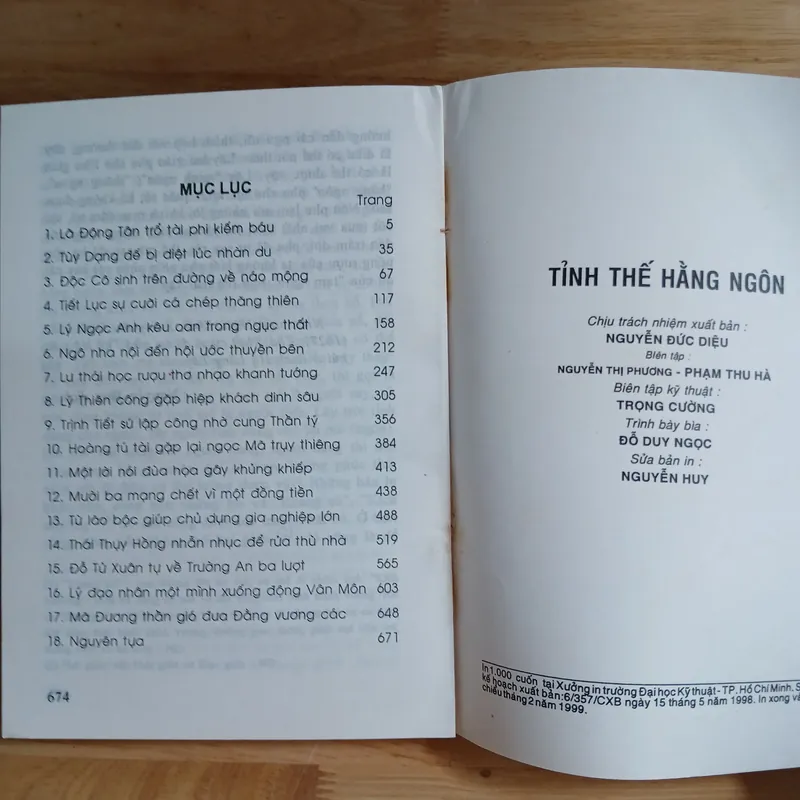 MỤC LỤC
Trang
1. Lã Động Tân trổ tài phi kiếm báu 5
2. Tùy Dạng đế bị diệt lúc nhàn du 35
3. Độc Cô sinh trên đường về náo mộng 67
4. Tiết Lục sự cưỡi cá chép thăng thiên 117
5. Lý Ngọc Anh kêu oan trong ngục thất 158
6. Ngô nha nội đến hội ước thuyền bên 212
7. Lư thái học rượu thơ nhạo khanh tướng 247
8. Lý Thiên công gặp hiệp khách dinh sâu 305
9. Trịnh Tiết sứ lập công nhờ cung Thần tý 356
10. Hoàng tú tài gặp lại ngọc Mã trụy thiêng 384
11. Một lời nói đùa họa gây khủng khiếp 413
12. Mười ba mạng chết vì một đồng tiền 438
13. Từ lão bộc giúp chủ dựng gia nghiệp lớn 488
14. Thái Thụy Hồng nhẫn nhục để rửa thù nhà 519
15. Đỗ Tử Xuân tự về Trường An ba lượt 565
16. Lý đạo nhân một mình xuống động Vân Môn 603
17. Mã Đương thần gió đưa Đằng vương các 648
18. Nguyên tựa 671
674
TỈNH THẾ HẰNG NGÔN
Chịu trách nhiệm xuất bản :
NGUYỄN ĐỨC DIỆU
Biên tập :
NGUYỄN THỊ PHƯƠNG - PHẠM THU HÀ
Biên tập kỹ thuật :
TRỌNG CƯỜNG
Trình bày bìa :
ĐỖ DUY NGỌC
Sửa bản in :
NGUYỄN HUY
In 1.000 cuốn tại Xưởng in trường Đại học Kỹ thuật - TP. Hồ Chí Minh. S
kế hoạch xuất bản: 6/357/CXB ngày 15 tháng 5 năm 1998. In xong và
chiểu tháng 2 năm 1999.